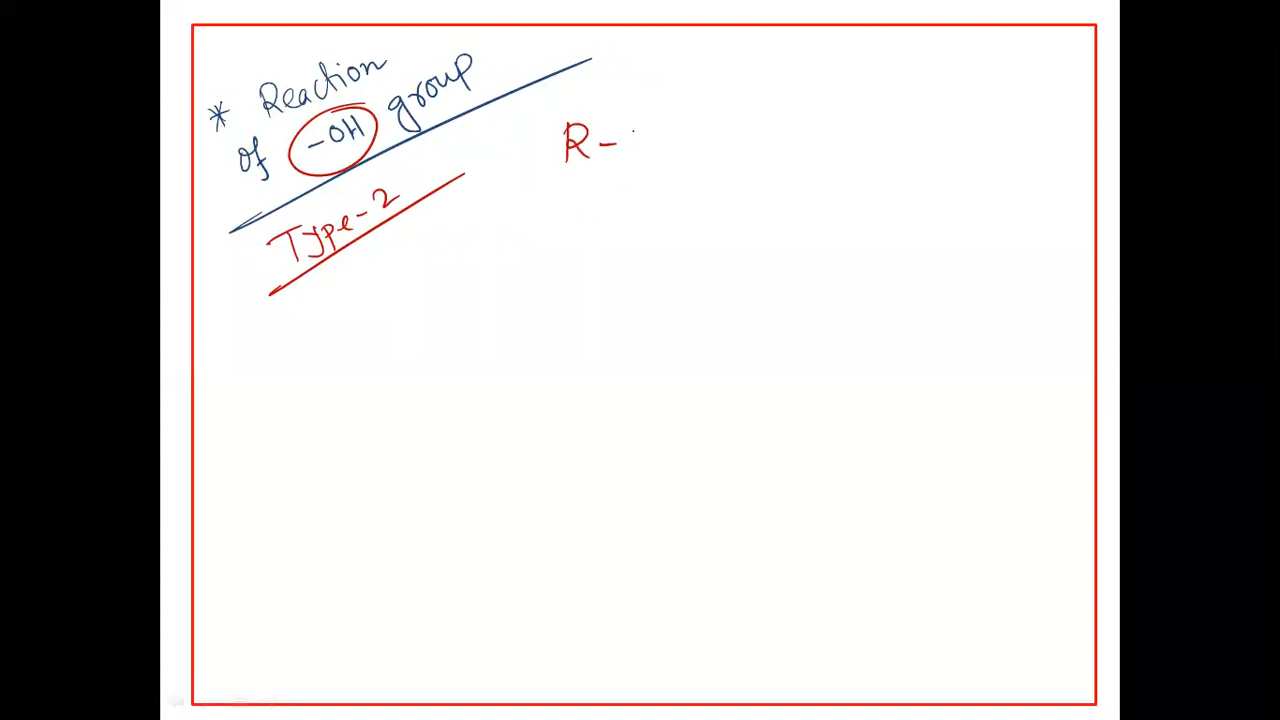 * Reaction
of -OH group
Type-2
R-